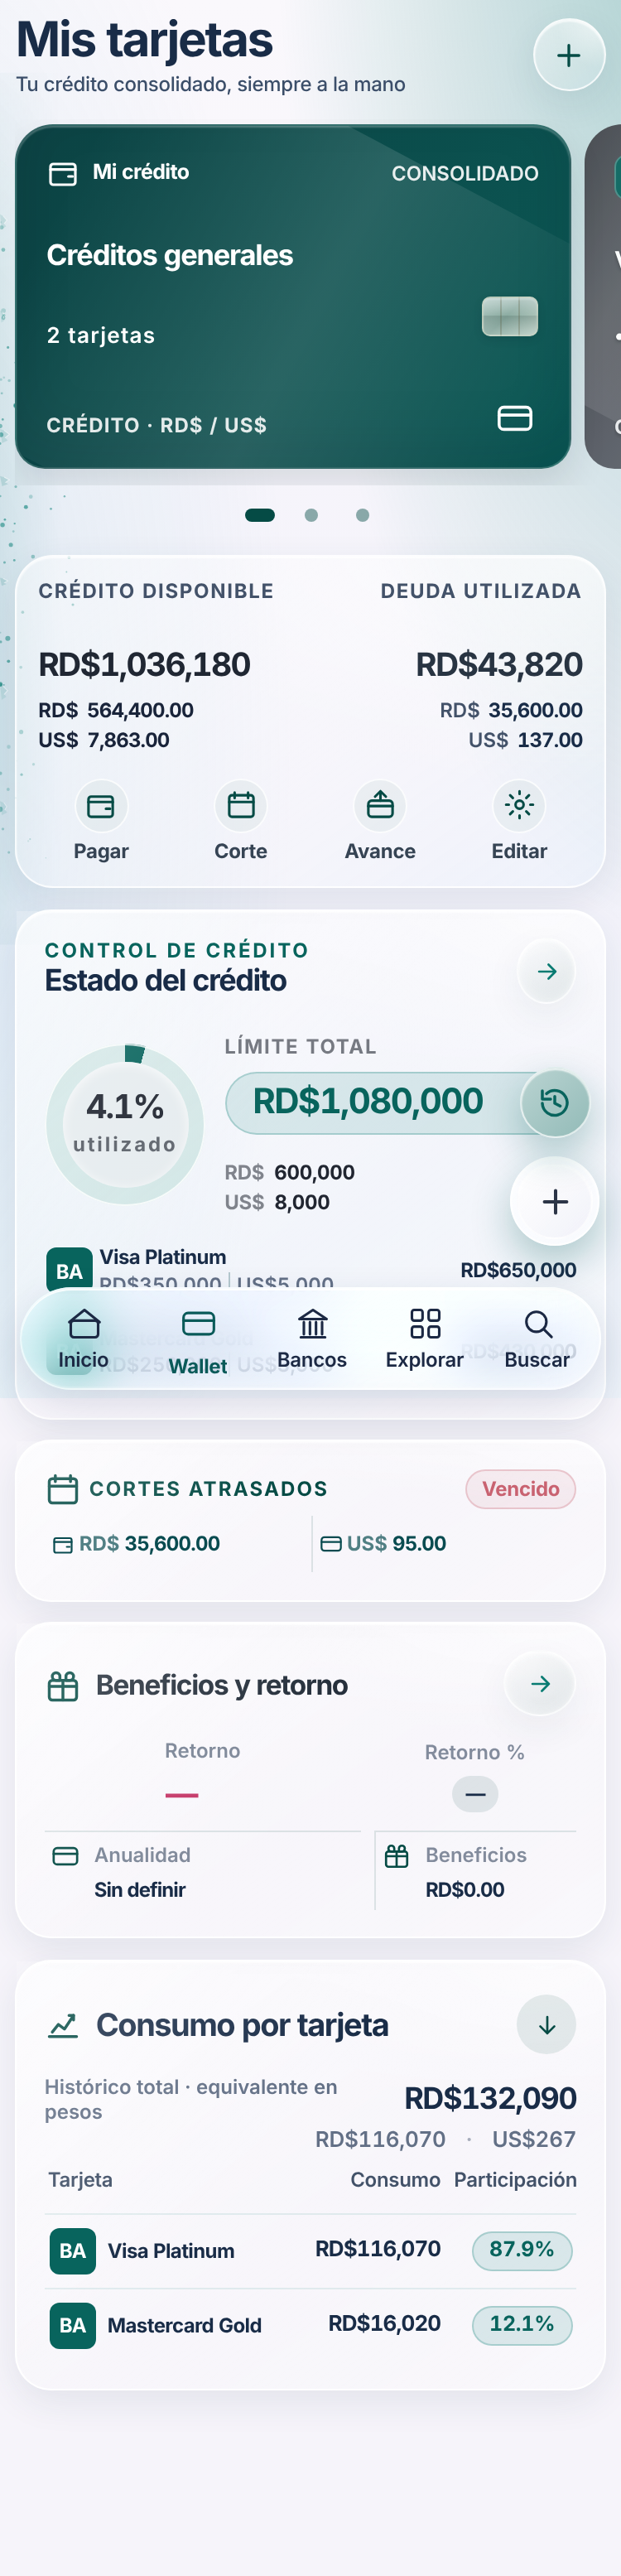 Mis tarjetas
Tu crédito consolidado, siempre a la mano
Mi crédito
CONSOLIDADO
Créditos generales
2 tarjetas
CRÉDITO · RD$ / US$
CRÉDITO DISPONIBLE
DEUDA UTILIZADA
RD$1,036,180
RD$43,820
RD$ 564,400.00
RD$ 35,600.00
US$ 7,863.00
US$ 137.00
Pagar
Corte
Avance
Editar
CONTROL DE CRÉDITO
Estado del crédito
LÍMITE TOTAL
4.1%
utilizado
RD$1,080,000
RD$ 600,000
US$ 8,000
BA
Visa Platinum
RD$350,000
US$5,000
RD$650,000
Inicio
Wallet
Bancos
Explorar
Buscar
CORTES ATRASADOS
Vencido
RD$ 35,600.00
US$ 95.00
Beneficios y retorno
Retorno
Retorno %
—
—
Anualidad
Sin definir
Beneficios
RD$0.00
Consumo por tarjeta
Histórico total · equivalente en
pesos
RD$132,090
RD$116,070 · US$267
Tarjeta
Consumo
Participación
BA
Visa Platinum
RD$116,070
87.9%
BA
Mastercard Gold
RD$16,020
12.1%